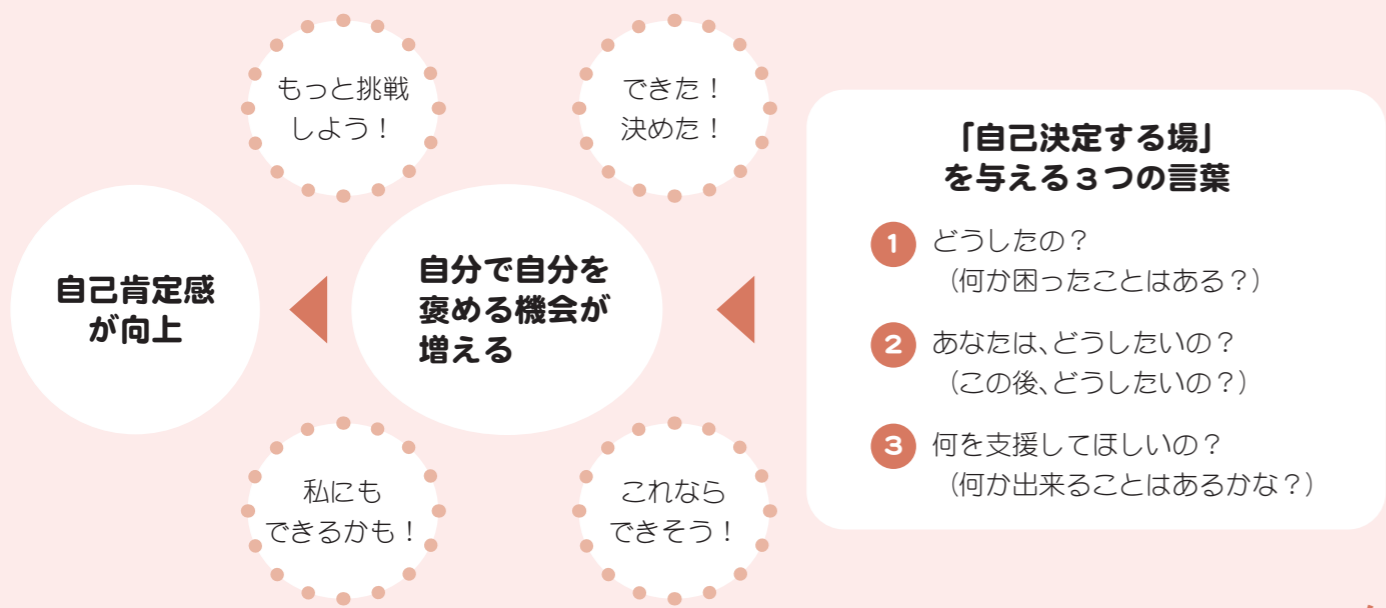 もっと挑戦
しよう！
できた！
決めた！
「自己決定する場」
を与える３つの言葉
1 どうしたの？
（何か困ったことはある？）
2 あなたは、どうしたいの？
（この後、どうしたいの？）
3 何を支援してほしいの？
（何か出来ることはあるかな？）
自分で自分を
褒める機会が
増える
自己肯定感
が向上
私にも
できるかも！
これなら
できそう！